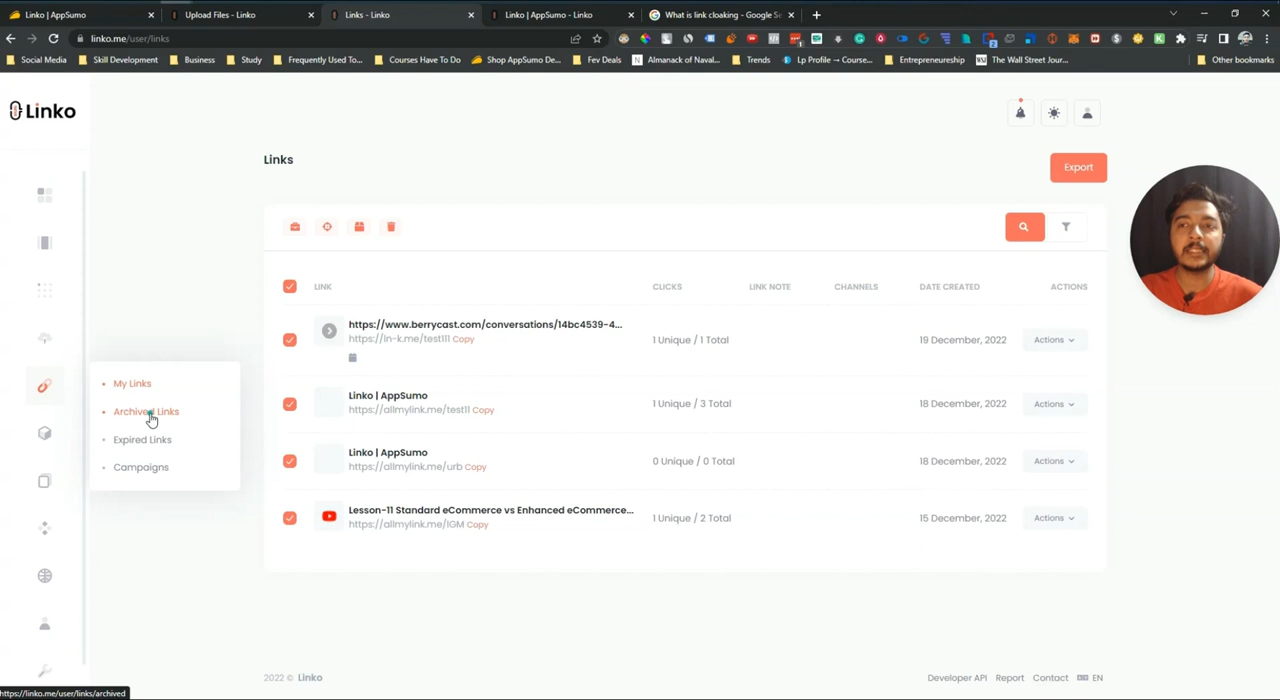 Linko | AppSumo
Upload Files - Linko
Links - Linko
Linko | AppSumo - Linko
What is link cloaking - Google Se
linko.me/user/links
Social Media
Skill Development
Business
Study
Frequently Used To...
Courses Have To Do
Shop AppSumo De...
Fev Deals
Almanack of Naval...
Trends
Lp Profile → Course...
Entrepreneureship
The Wall Street Jour...
Other bookmarks
Linko
Links
Export
LINK
CLICKS
LINK NOTE
CHANNELS
DATE CREATED
ACTIONS
https://www.berrycast.com/conversations/14bc4539-4...
https://ln-k.me/test111 Copy
1 Unique / 1 Total
19 December, 2022
Actions
Linko | AppSumo
https://allmylink.me/test11 Copy
1 Unique / 3 Total
18 December, 2022
Actions
Linko | AppSumo
https://allmylink.me/urb Copy
0 Unique / 0 Total
18 December, 2022
Actions
Lesson-11 Standard eCommerce vs Enhanced eCommerce...
https://allmylink.me/lGM Copy
1 Unique / 2 Total
15 December, 2022
Actions
My Links
Archived Links
Expired Links
Campaigns
2022 © Linko
Developer API
Report
Contact
EN
https://linko.me/user/links/archived